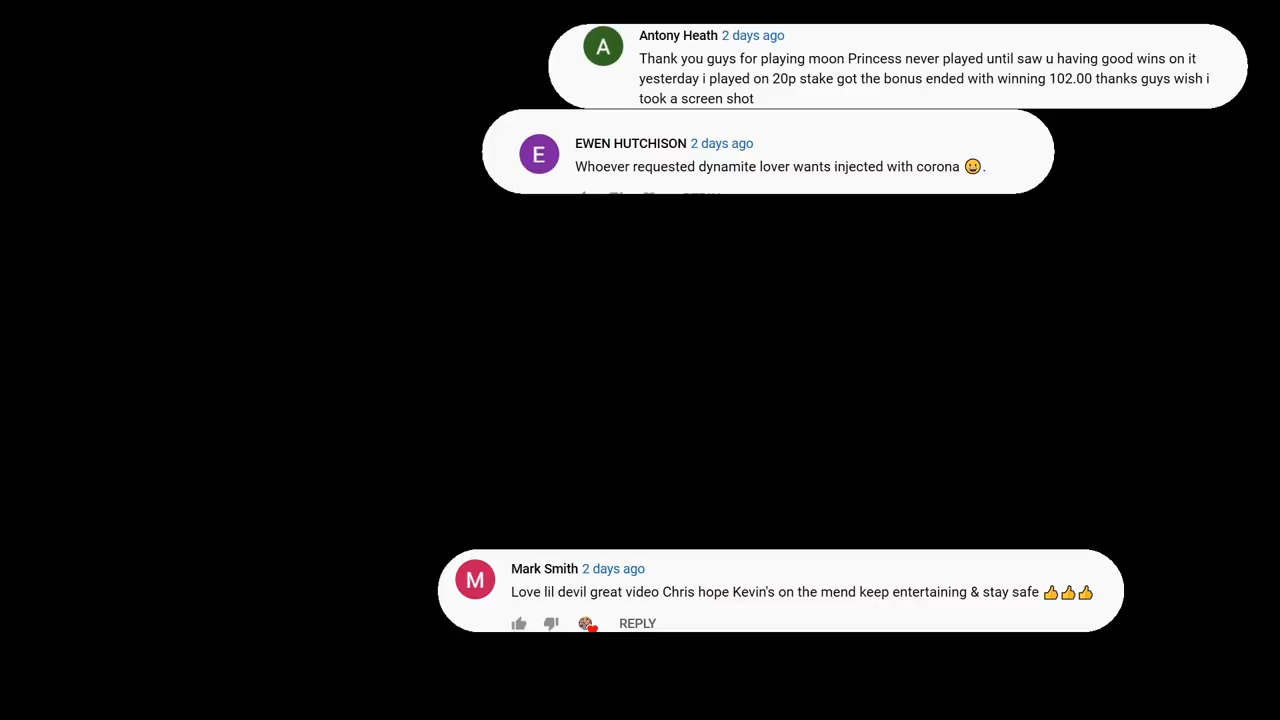 A
Antony Heath 2 days ago
Thank you guys for playing moon Princess never played until saw u having good wins on it
yesterday i played on 20p stake got the bonus ended with winning 102.00 thanks guys wish i
took a screen shot
E
EWEN HUTCHISON 2 days ago
Whoever requested dynamite lover wants injected with corona 😀.
M
Mark Smith 2 days ago
Love lil devil great video Chris hope Kevin's on the mend keep entertaining & stay safe 👍👍👍
REPLY